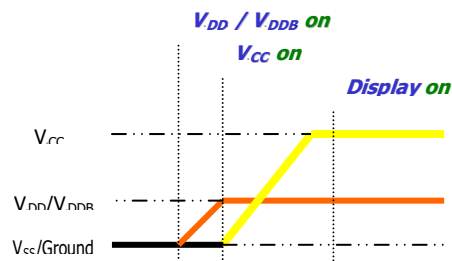 VDD / VDDB on
VCC on
Display on
VCC
VDD/VDDB
VSS/Ground